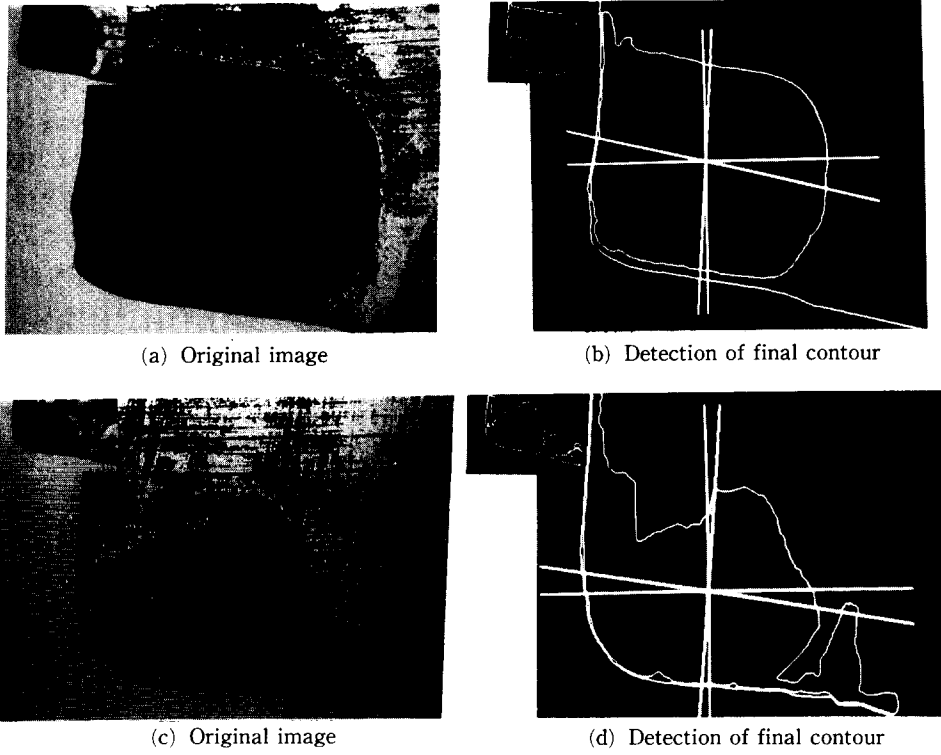 (a) Original image
(b) Detection of final contour
(c) Original image
(d) Detection of final contour